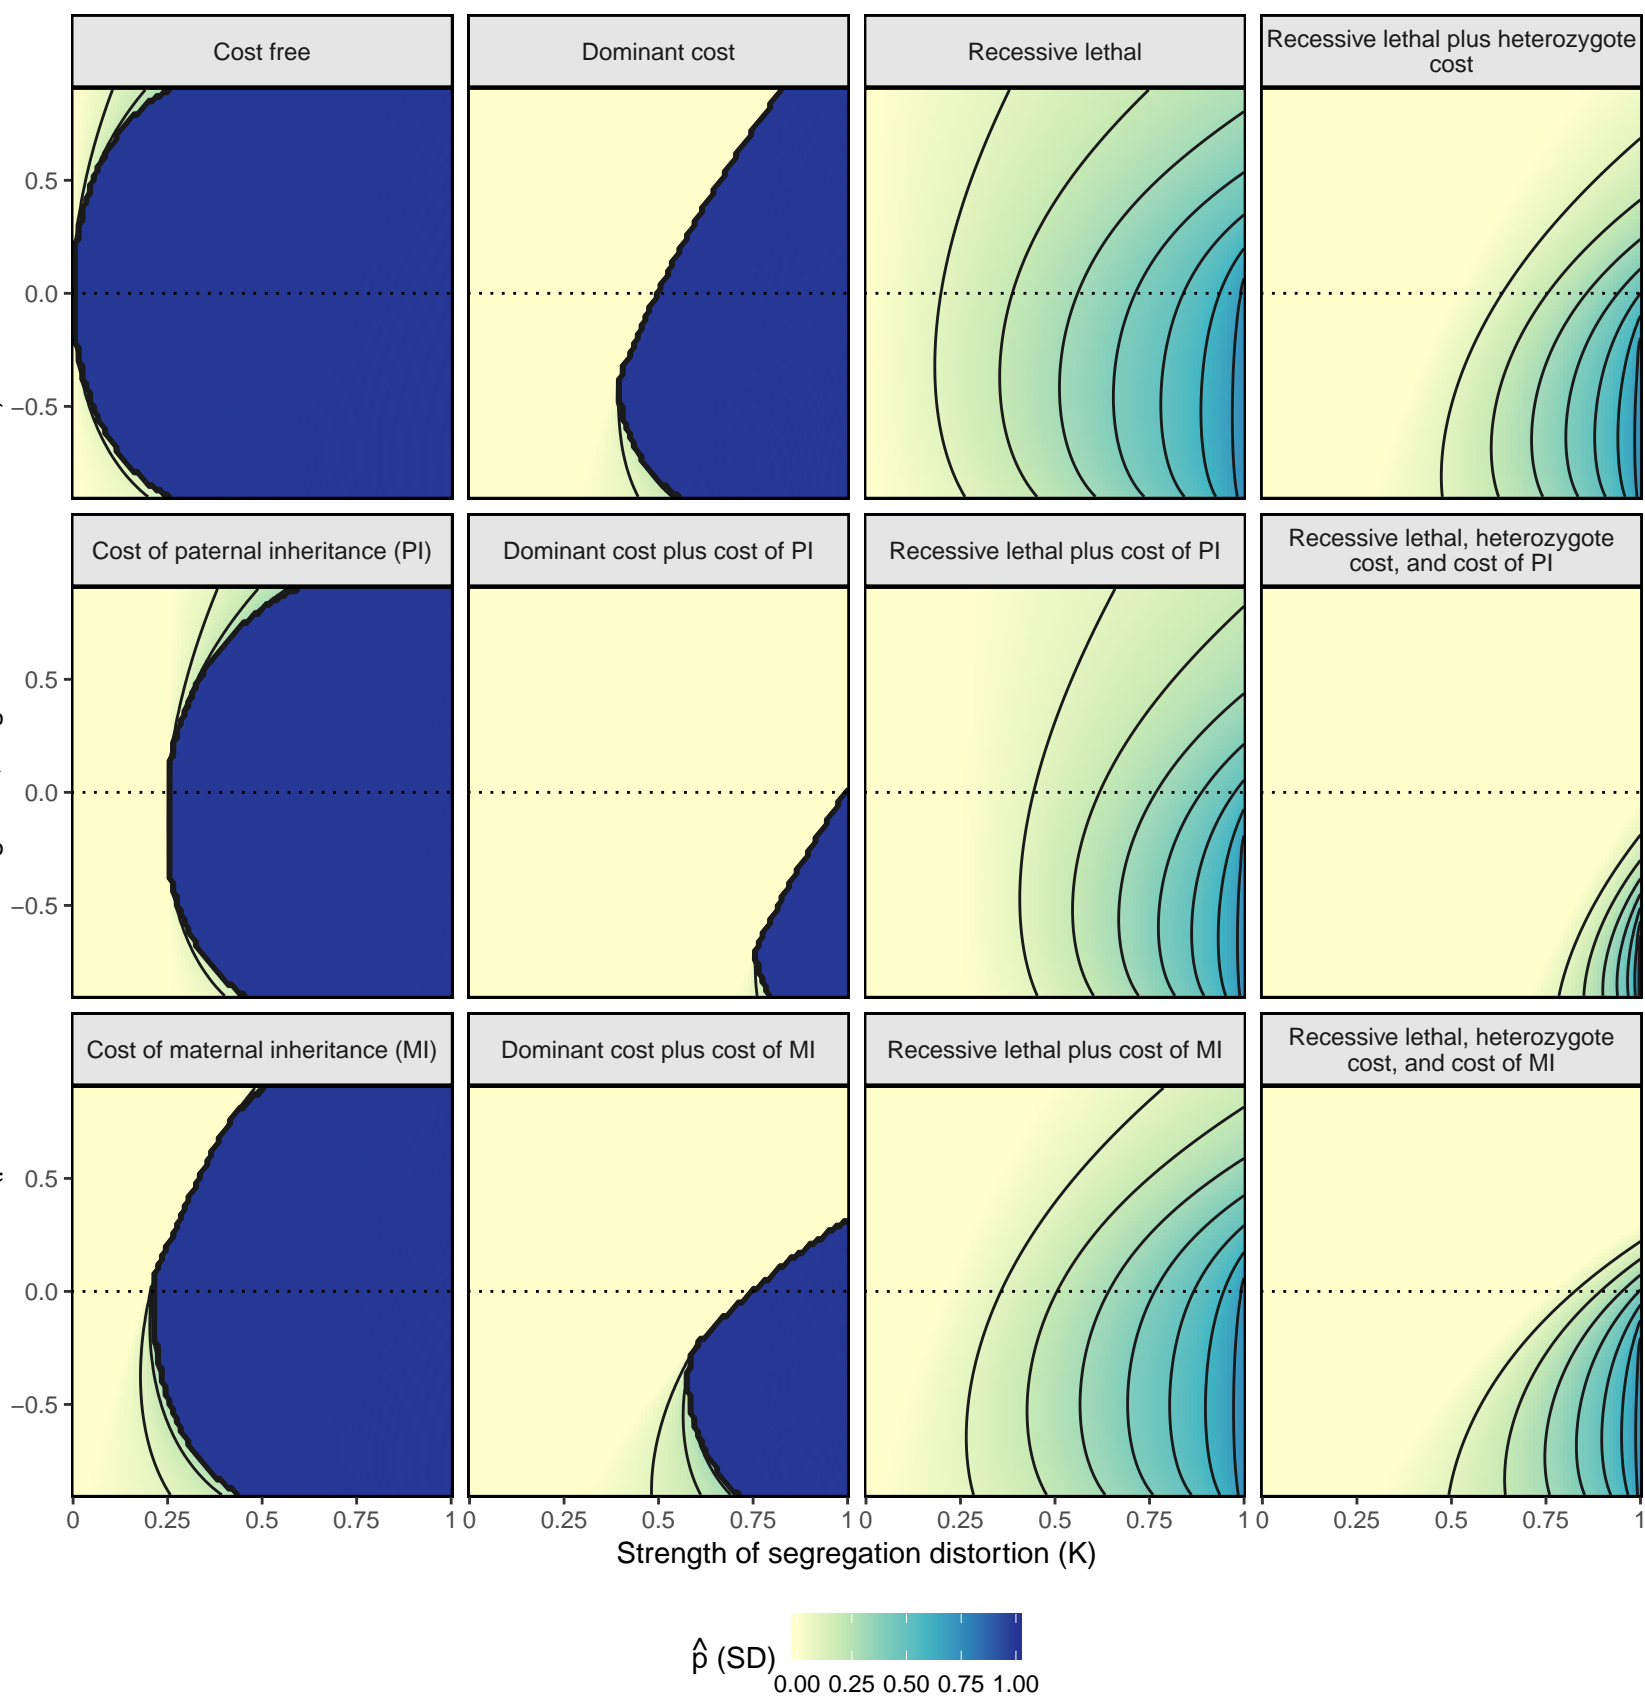 Cost free
Dominant cost
Recessive lethal
Recessive lethal plus heterozygote
cost
0.5
0.0
−0.5
Cost of paternal inheritance (PI)
Dominant cost plus cost of PI
Recessive lethal plus cost of PI
Recessive lethal, heterozygote
cost, and cost of PI
0.5
0.0
−0.5
Cost of maternal inheritance (MI)
Dominant cost plus cost of MI
Recessive lethal plus cost of MI
Recessive lethal, heterozygote
cost, and cost of MI
0.5
0.0
−0.5
0 0.25 0.5 0.75 1 0 0.25 0.5 0.75 1 0 0.25 0.5 0.75 1 0 0.25 0.5 0.75 1
Strength of segregation distortion (K)
p̂ (SD)
0.00 0.25 0.50 0.75 1.00